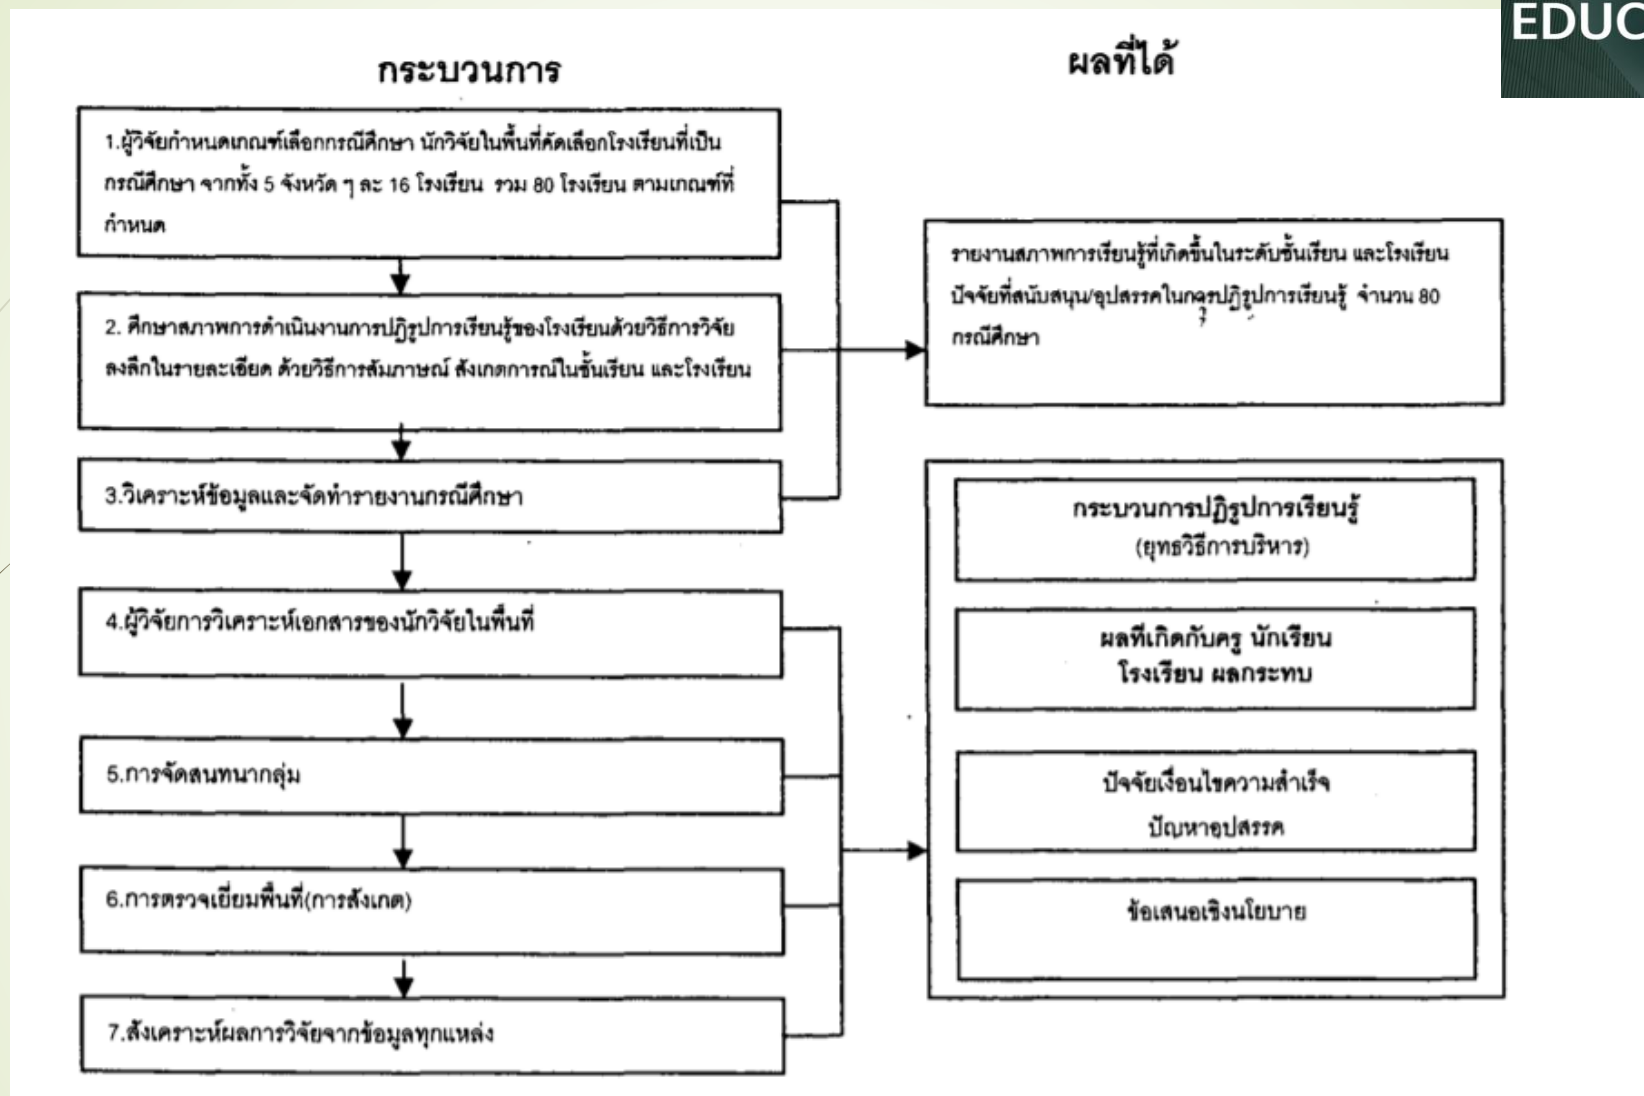 EDUC
กระบวนการ
ผลที่ได้
1.ผู้วิจัยกำหนดเกณฑ์เลือกกรณีศึกษา นักวิจัยในพื้นที่คัดเลือกโรงเรียนที่เป็น
กรณีศึกษา จากทั้ง 5 จังหวัด ๆ ละ 16 โรงเรียน รวม 80 โรงเรียน ตามเกณฑ์ที่
กำหนด
2. ศึกษาสภาพการดำเนินงานการปฏิรูปการเรียนรู้ของโรงเรียนด้วยวิธีการวิจัย
ลงลึกในรายละเอียด ด้วยวิธีการสัมภาษณ์ สังเกตการณ์ในชั้นเรียน และโรงเรียน
3.วิเคราะห์ข้อมูลและจัดทำรายงานกรณีศึกษา
4.ผู้วิจัยการวิเคราะห์เอกสารของนักวิจัยในพื้นที่
5.การจัดสนทนากลุ่ม
6.การตรวจเยี่ยมพื้นที่(การสังเกต)
7.สังเคราะห์ผลการวิจัยจากข้อมูลทุกแหล่ง
รายงานสภาพการเรียนรู้ที่เกิดขึ้นในระดับชั้นเรียน และโรงเรียน
ปัจจัยที่สนับสนุน/อุปสรรคในการปฏิรูปการเรียนรู้ จำนวน 80
กรณีศึกษา
กระบวนการปฏิรูปการเรียนรู้
(ยุทธวิธีการบริหาร)
ผลที่เกิดกับครู นักเรียน
โรงเรียน ผลกระทบ
ปัจจัยเงื่อนไขความสำเร็จ
ปัญหาอุปสรรค
ข้อเสนอเชิงนโยบาย